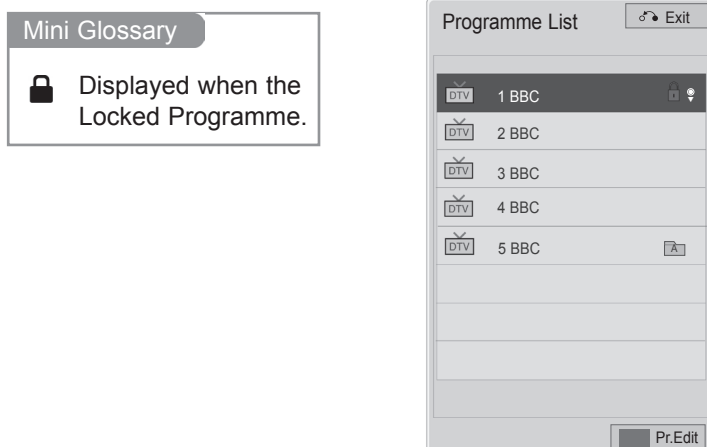 Mini Glossary
Displayed when the
Locked Programme.
Programme List
Exit
DTV 1 BBC
DTV 2 BBC
DTV 3 BBC
DTV 4 BBC
DTV 5 BBC A
Pr.Edit